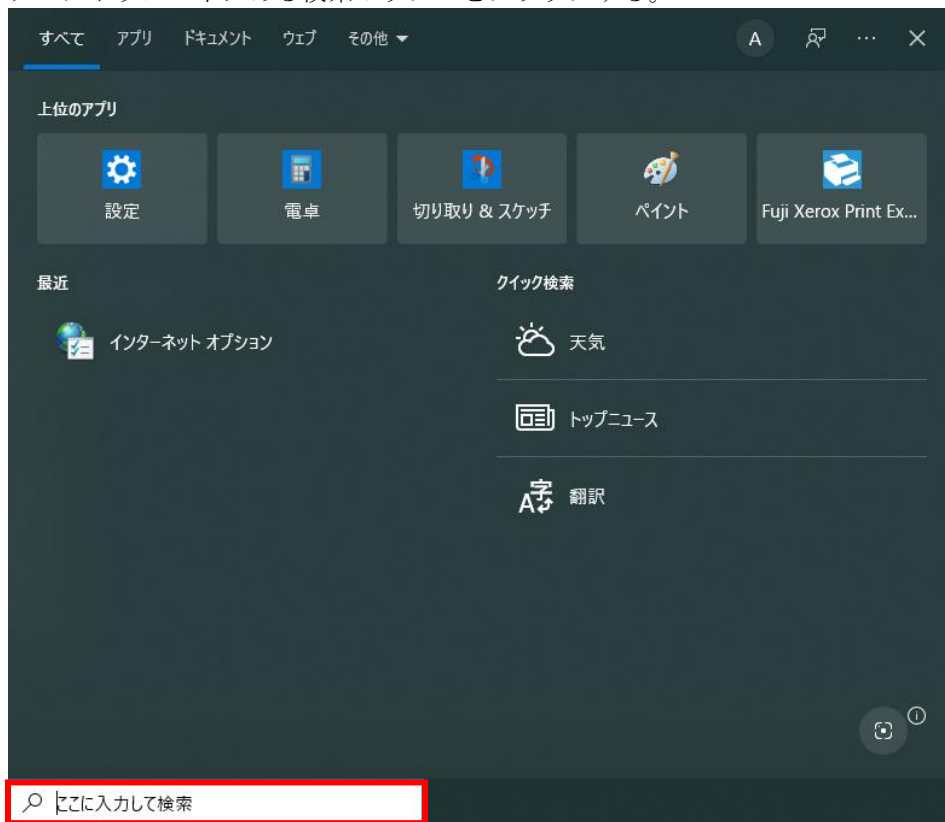 すべて アプリ ドキュメント ウェブ その他 A … ×
上位のアプリ
設定 電卓 切り取り & スケッチ ペイント Fuji Xerox Print Ex...
最近 クイック検索
インターネット オプション 天気
トップニュース
翻訳
ここに入力して検索